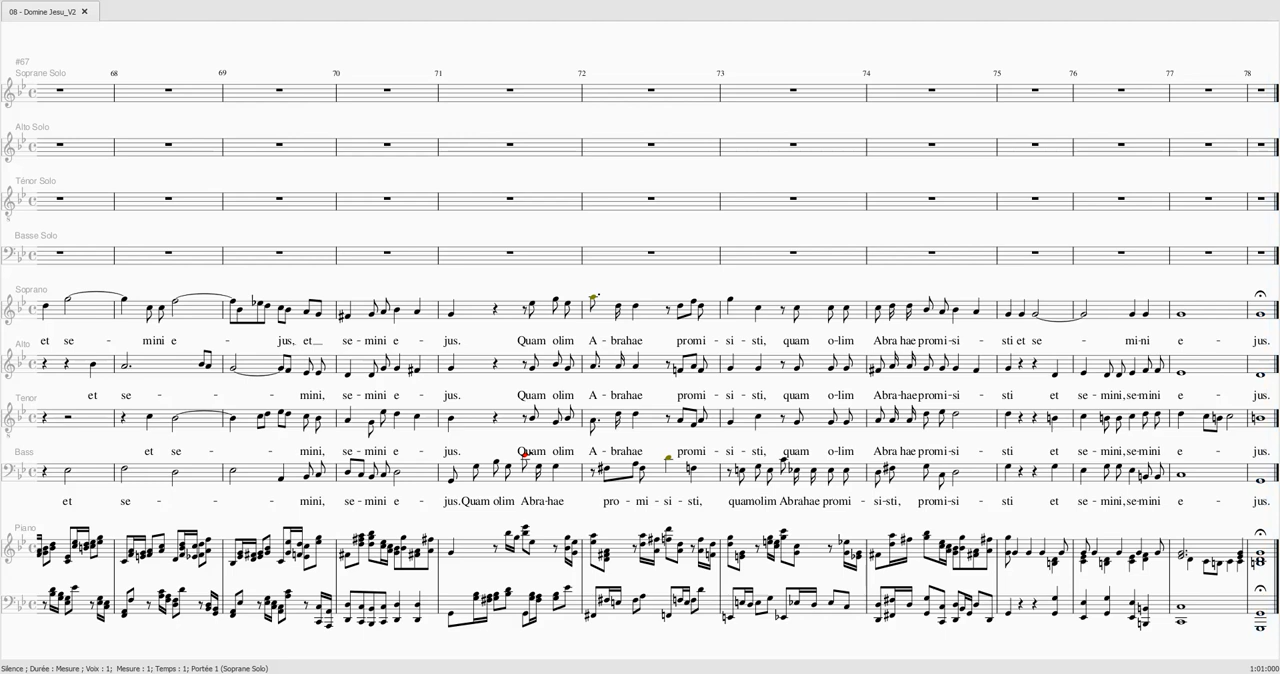 08 - Domine Jesu_V2 ×
#67
Soprane Solo 68 69 70 71 72 73 74 75 76 77 78
Alto Solo
Ténor Solo
Basse Solo
Soprano
et se - mini e - jus, et__ se - mini e - jus. Quam olim A - brahae promi - si - sti, quam o-lim Abra hae promi-si - sti et se - mi-ni e - jus.
Alto
et se - mini, se - mini e - jus. Quam olim A - brahae promi - si - sti, quam o-lim Abra-hae promi-si - sti et se-mini,se-mini e - jus.
Tenor
et se - mini, se - mini e - jus. Quam olim A - brahae promi - si - sti, quam o-lim Abra-hae promi-si - sti et se-mini,se-mini e - jus.
Bass
et se - mini, se - mini e - jus.Quam olim Abra-hae pro - mi - si - sti, quamolim Abrahae promi - si-sti, promi-si - sti et se-mini,se-mini e - jus.
Piano
Silence ; Durée : Mesure ; Voix : 1; Mesure : 1; Temps : 1; Portée 1 (Soprane Solo) 1:01:000